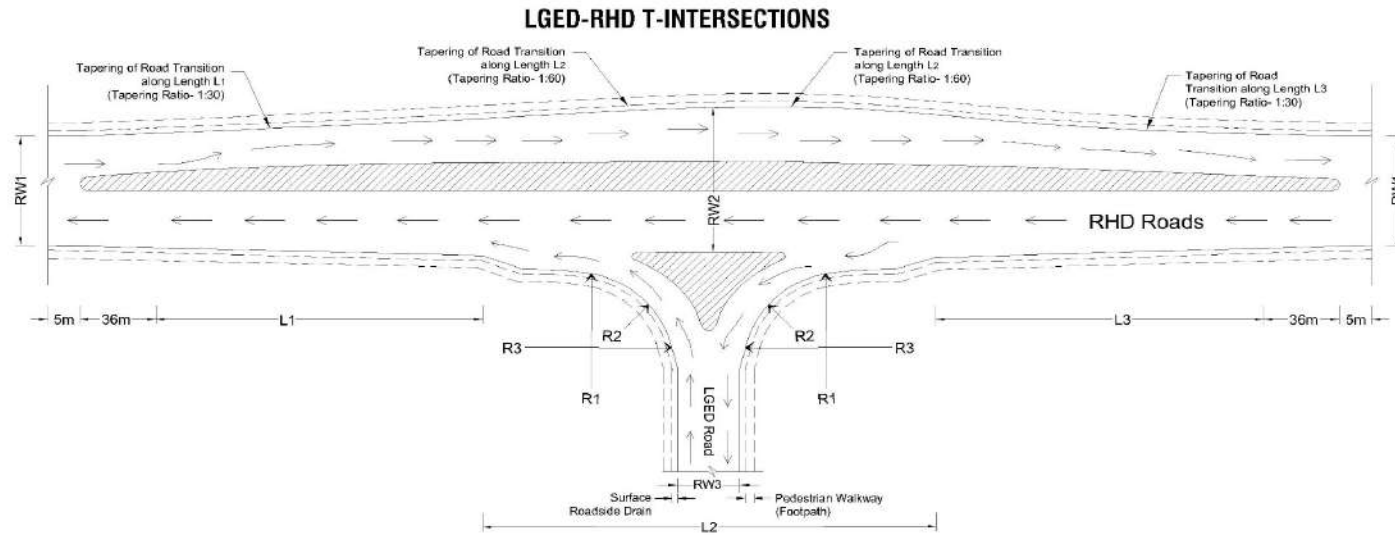 LGED-RHD T-INTERSECTIONS
Tapering of Road Transition
along Length L1
(Tapering Ratio- 1:30)
Tapering of Road Transition
along Length L2
(Tapering Ratio- 1:60)
Tapering of Road Transition
along Length L2
(Tapering Ratio- 1:60)
Tapering of Road
Transition along Length L3
(Tapering Ratio- 1:30)
RW1
RW2
RHD Roads
5m
36m
L1
L3
36m
5m
R2
R2
R3
R3
R1
R1
LGED Road
RW3
Surface
Roadside Drain
Pedestrian Walkway
(Footpath)
L2